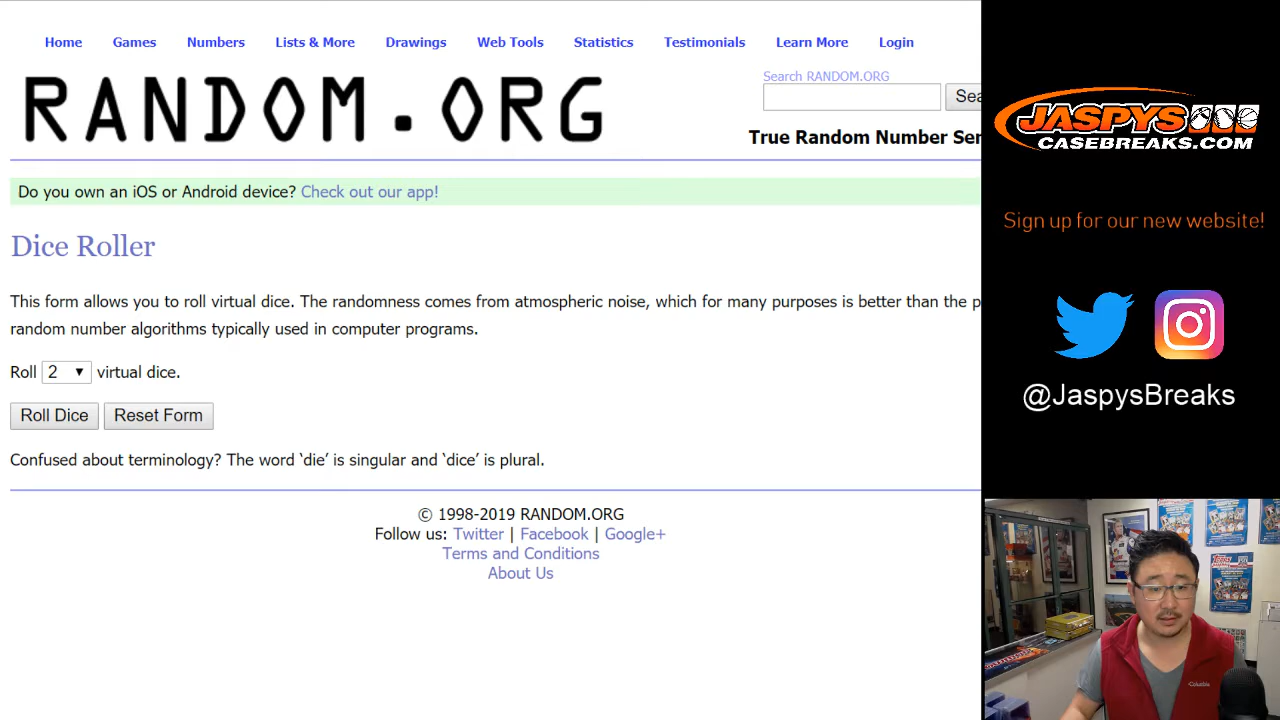 Home Games Numbers Lists & More Drawings Web Tools Statistics Testimonials Learn More Login
RANDOM.ORG
Search RANDOM.ORG
Sea
True Random Number Ser
Do you own an iOS or Android device? Check out our app!
Dice Roller
This form allows you to roll virtual dice. The randomness comes from atmospheric noise, which for many purposes is better than the p
random number algorithms typically used in computer programs.
Roll 2 virtual dice.
Roll Dice Reset Form
Confused about terminology? The word ‘die’ is singular and ‘dice’ is plural.
© 1998-2019 RANDOM.ORG
Follow us: Twitter | Facebook | Google+
Terms and Conditions
About Us
JASPYS
CASEBREAKS.COM
Sign up for our new website!
@JaspysBreaks
Columbia